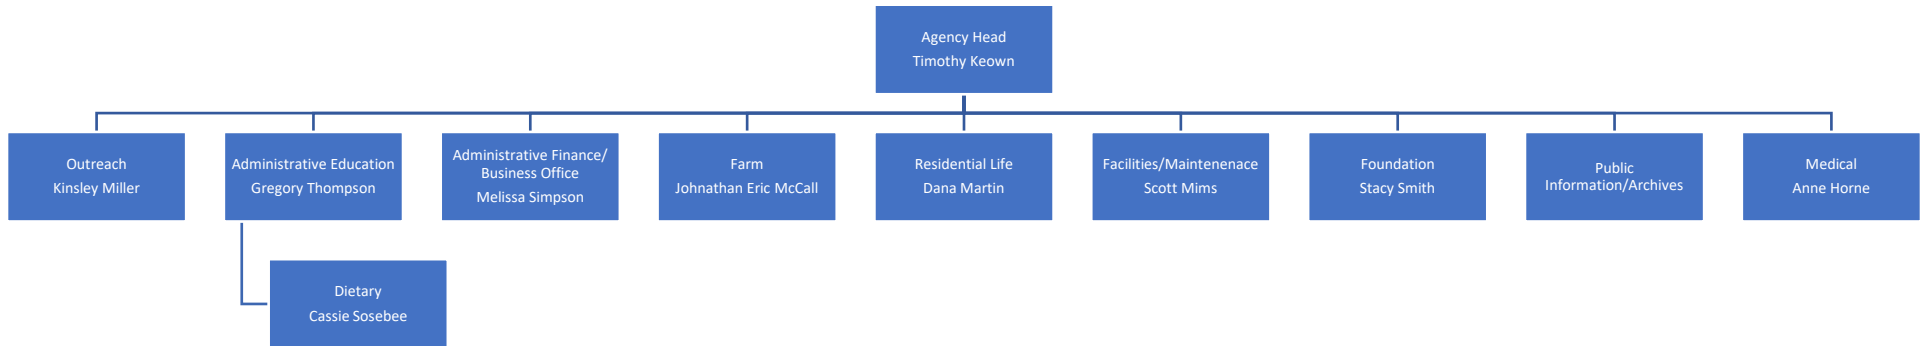 Agency Head
Timothy Keown
Outreach
Kinsley Miller
Administrative Education
Gregory Thompson
Administrative Finance/
Business Office
Melissa Simpson
Farm
Johnathan Eric McCall
Residential Life
Dana Martin
Facilities/Maintenenace
Scott Mims
Foundation
Stacy Smith
Public
Information/Archives
Medical
Anne Horne
Dietary
Cassie Sosebee